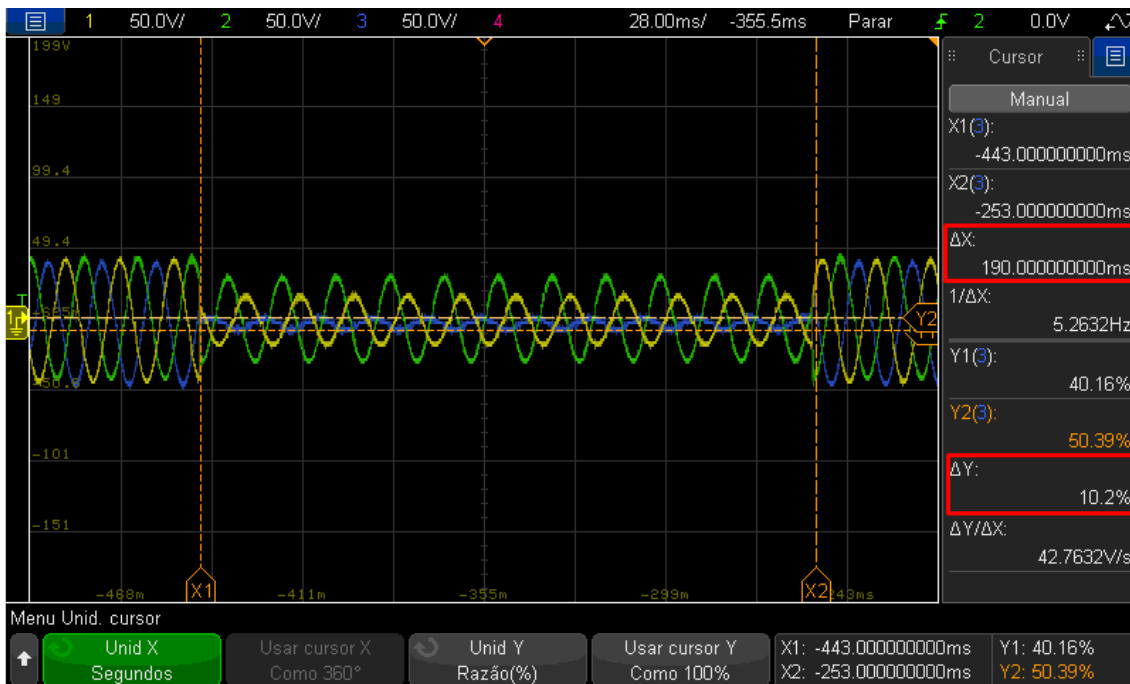 1 50.0V/ 2 50.0V/ 3 50.0V/ 4 28.00ms/ -355.5ms Parar 2 0.0V
199V
149
99.4
49.4
-101
-151
-468m
-411m
-355m
-299m
X1
X2
Y2
1
T
Cursor
Manual
X1(3):
-443.000000000ms
X2(3):
-253.000000000ms
ΔX:
190.000000000ms
1/ΔX:
5.2632Hz
Y1(3):
40.16%
Y2(3):
50.39%
ΔY:
10.2%
ΔY/ΔX:
42.7632V/s
Menu Unid. cursor
Unid X
Segundos
Usar cursor X
Como 360°
Unid Y
Razão(%)
Usar cursor Y
Como 100%
X1: -443.000000000ms
X2: -253.000000000ms
Y1: 40.16%
Y2: 50.39%